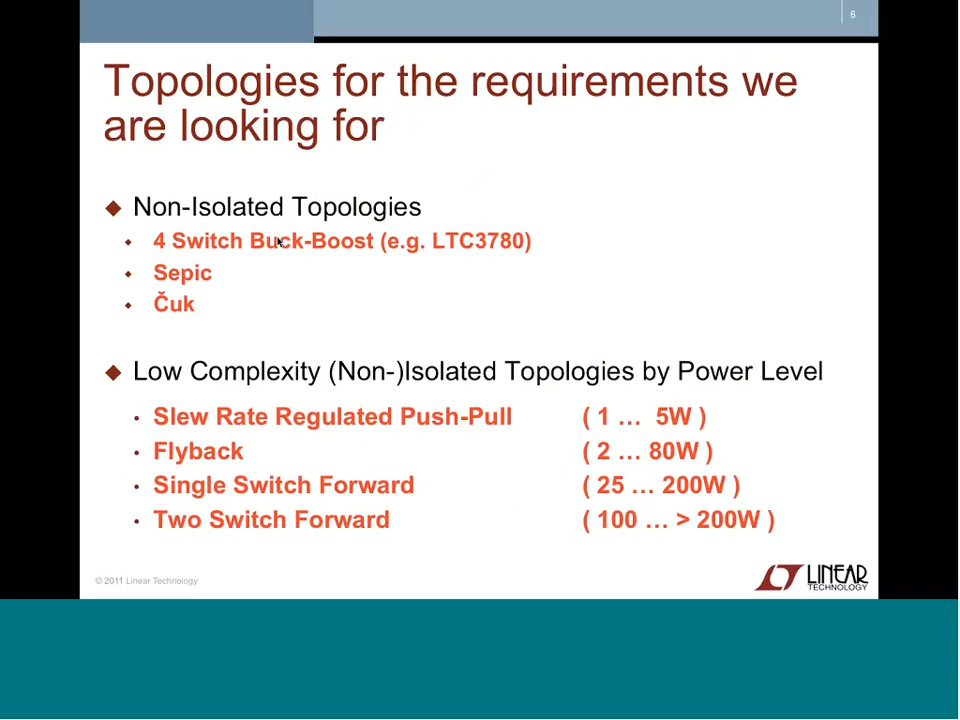 6
Topologies for the requirements we
are looking for
Non-Isolated Topologies
4 Switch Buck-Boost (e.g. LTC3780)
Sepic
Čuk
Low Complexity (Non-)Isolated Topologies by Power Level
Slew Rate Regulated Push-Pull ( 1 … 5W )
Flyback ( 2 … 80W )
Single Switch Forward ( 25 … 200W )
Two Switch Forward ( 100 … > 200W )
© 2011 Linear Technology
LINEAR
TECHNOLOGY